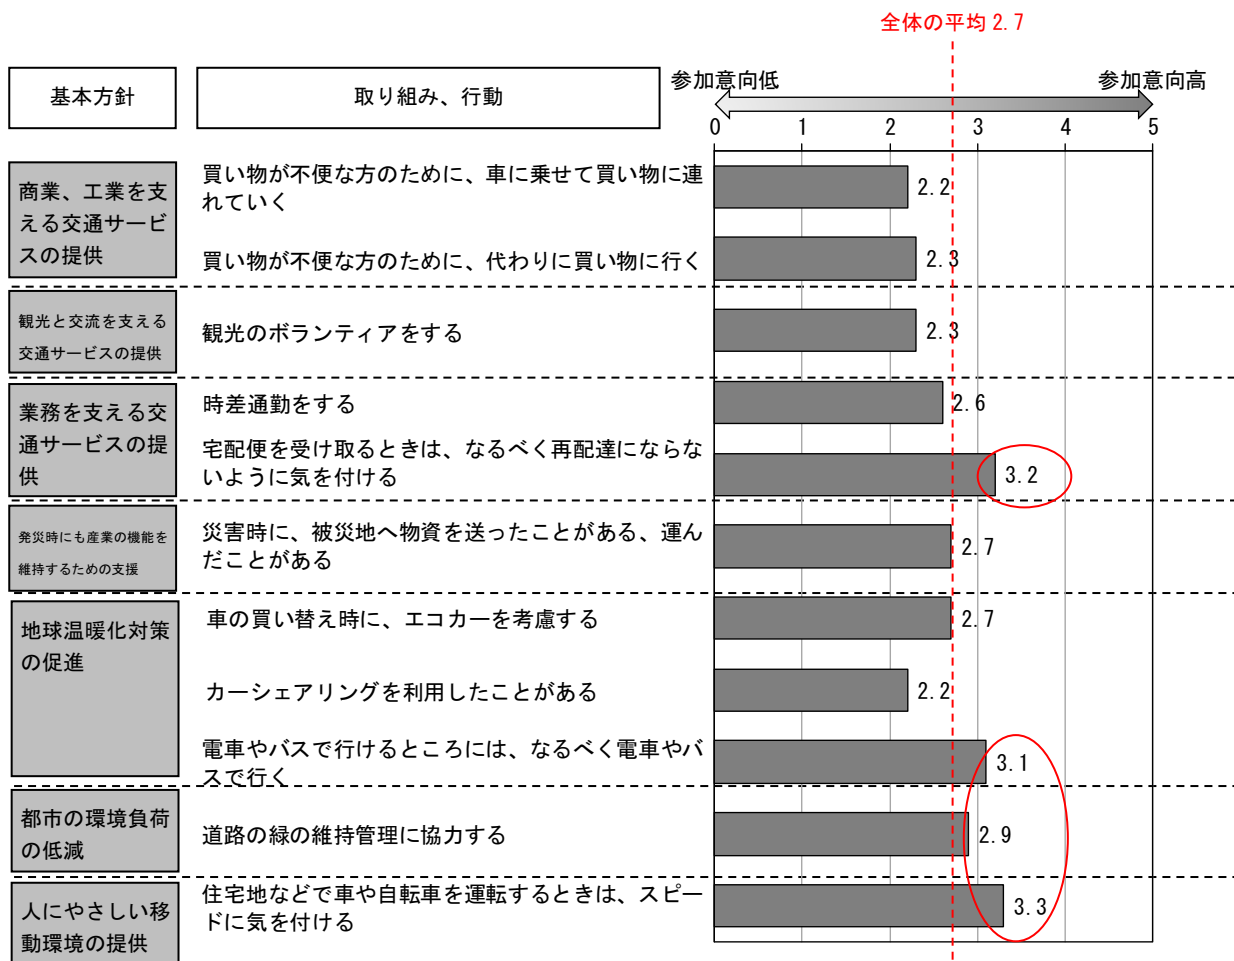 全体の平均 2.7
基本方針
取り組み、行動
参加意向低
参加意向高
0 1 2 3 4 5
商業、工業を支
える交通サービ
スの提供
買い物が不便な方のために、車に乗せて買い物に連
れていく
2.2
買い物が不便な方のために、代わりに買い物に行く
2.3
観光と交流を支える
交通サービスの提供
観光のボランティアをする
2.3
業務を支える交
通サービスの提
供
時差通勤をする
2.6
宅配便を受け取るときは、なるべく再配達にならな
いように気を付ける
3.2
発災時にも産業の機能を
維持するための支援
災害時に、被災地へ物資を送ったことがある、運ん
だことがある
2.7
地球温暖化対策
の促進
車の買い替え時に、エコカーを考慮する
2.7
カーシェアリングを利用したことがある
2.2
電車やバスで行けるところには、なるべく電車やバ
スで行く
3.1
都市の環境負荷
の低減
道路の緑の維持管理に協力する
2.9
人にやさしい移
動環境の提供
住宅地などで車や自転車を運転するときは、スピー
ドに気を付ける
3.3